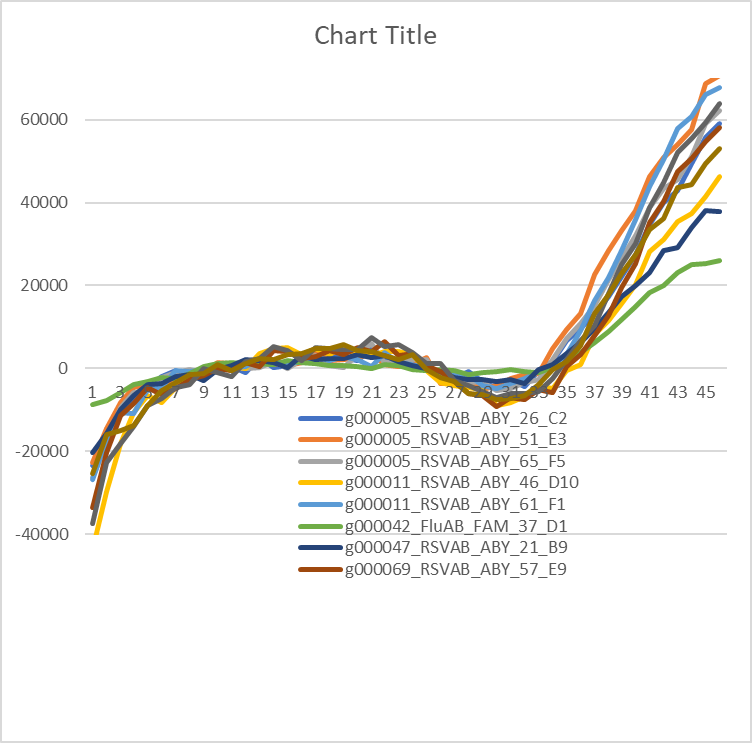 Chart Title
60000
40000
20000
0
1 3 5 7 9 11 13 15 17 19 21 23 25 27 29 31 33 35 37 39 41 43 45
-20000
-40000
g000005_RSVAB_ABY_26_C2
g000005_RSVAB_ABY_51_E3
g000005_RSVAB_ABY_65_F5
g000011_RSVAB_ABY_46_D10
g000011_RSVAB_ABY_61_F1
g000042_FluAB_FAM_37_D1
g000047_RSVAB_ABY_21_B9
g000069_RSVAB_ABY_57_E9